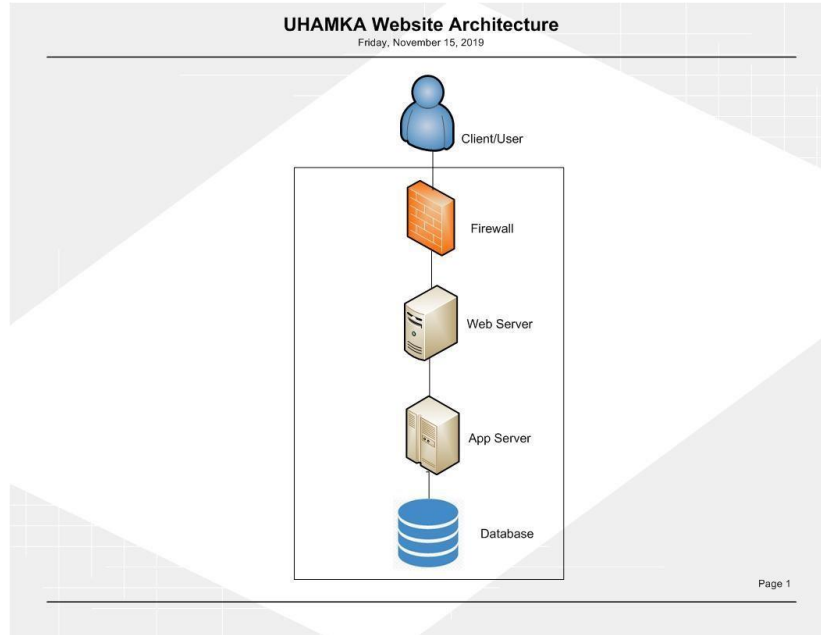 UHAMKA Website Architecture
Friday, November 15, 2019
Client/User
Firewall
Web Server
App Server
Database
Page 1